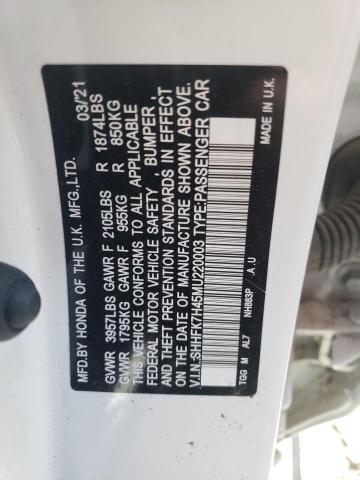 MFD.BY HONDA OF THE U.K. MFG.,LTD. 03/'21
GVWR 3957LBS GAWR F 2105LBS R 1874LBS
GVWR 1795KG GAWR F 955KG R 850KG
THIS VEHICLE CONFORMS TO ALL APPLICABLE
FEDERAL MOTOR VEHICLE SAFETY , BUMPER ,
AND THEFT PREVENTION STANDARDS IN EFFECT
ON THE DATE OF MANUFACTURE SHOWN ABOVE.
V.I.N.:SHHFK7H45MU220003 TYPE:PASSENGER CAR
TGG M AL7 NH883P .A.U MADE IN U.K.